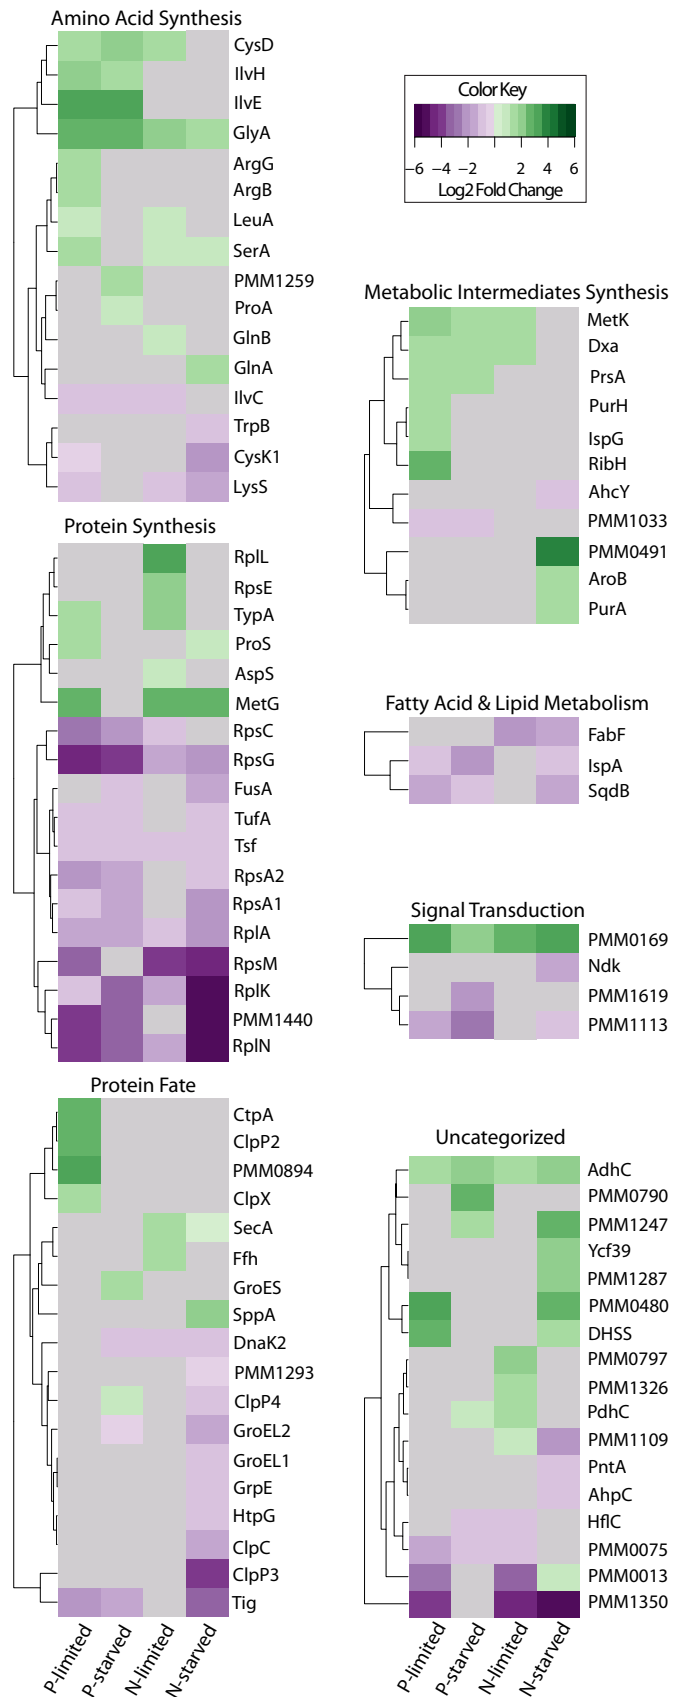 Amino Acid Synthesis
CysD
IlvH
IlvE
GlyA
ArgG
ArgB
LeuA
SerA
PMM1259
ProA
GlnB
GlnA
IlvC
TrpB
CysK1
LysS
Protein Synthesis
RplL
RpsE
TypA
ProS
AspS
MetG
RpsC
RpsG
FusA
TufA
Tsf
RpsA2
RpsA1
RplA
RpsM
RplK
PMM1440
RplN
Protein Fate
CtpA
ClpP2
PMM0894
ClpX
SecA
Ffh
GroES
SppA
DnaK2
PMM1293
ClpP4
GroEL2
GroEL1
GrpE
HtpG
ClpC
ClpP3
Tig
P-limited
P-starved
N-limited
N-starved
Color Key
−6 −4 −2 2 4 6
Log2 Fold Change
Metabolic Intermediates Synthesis
MetK
Dxa
PrsA
PurH
IspG
RibH
AhcY
PMM1033
PMM0491
AroB
PurA
Fatty Acid & Lipid Metabolism
FabF
IspA
SqdB
Signal Transduction
PMM0169
Ndk
PMM1619
PMM1113
Uncategorized
AdhC
PMM0790
PMM1247
Ycf39
PMM1287
PMM0480
DHSS
PMM0797
PMM1326
PdhC
PMM1109
PntA
AhpC
HflC
PMM0075
PMM0013
PMM1350
P-limited
P-starved
N-limited
N-starved